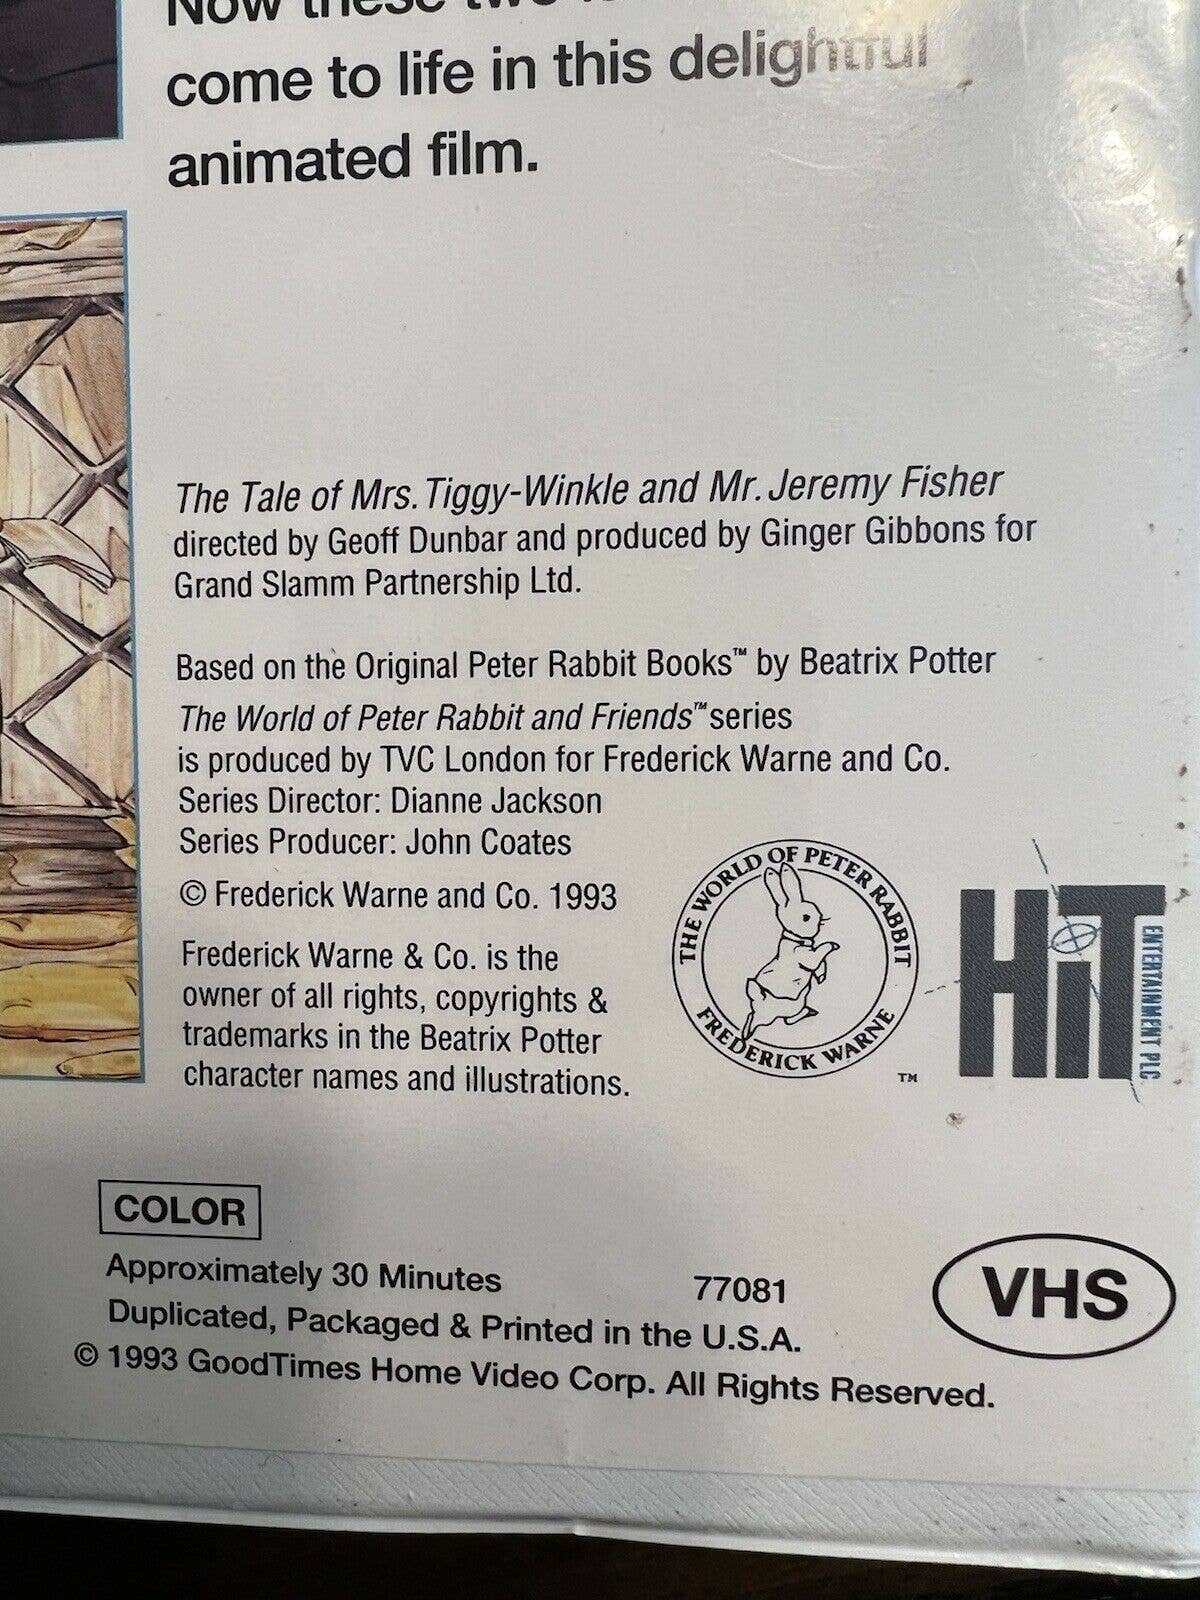 Now these two
come to life in this delightful
animated film.
The Tale of Mrs. Tiggy-Winkle and Mr. Jeremy Fisher
directed by Geoff Dunbar and produced by Ginger Gibbons for
Grand Slamm Partnership Ltd.
Based on the Original Peter Rabbit Books™ by Beatrix Potter
The World of Peter Rabbit and Friends™ series
is produced by TVC London for Frederick Warne and Co.
Series Director: Dianne Jackson
Series Producer: John Coates
© Frederick Warne and Co. 1993
Frederick Warne & Co. is the
owner of all rights, copyrights &
trademarks in the Beatrix Potter
character names and illustrations.
THE WORLD OF PETER RABBIT
FREDERICK WARNE
TM
HiT
ENTERTAINMENT PLC
COLOR
Approximately 30 Minutes
77081
Duplicated, Packaged & Printed in the U.S.A.
© 1993 GoodTimes Home Video Corp. All Rights Reserved.
VHS